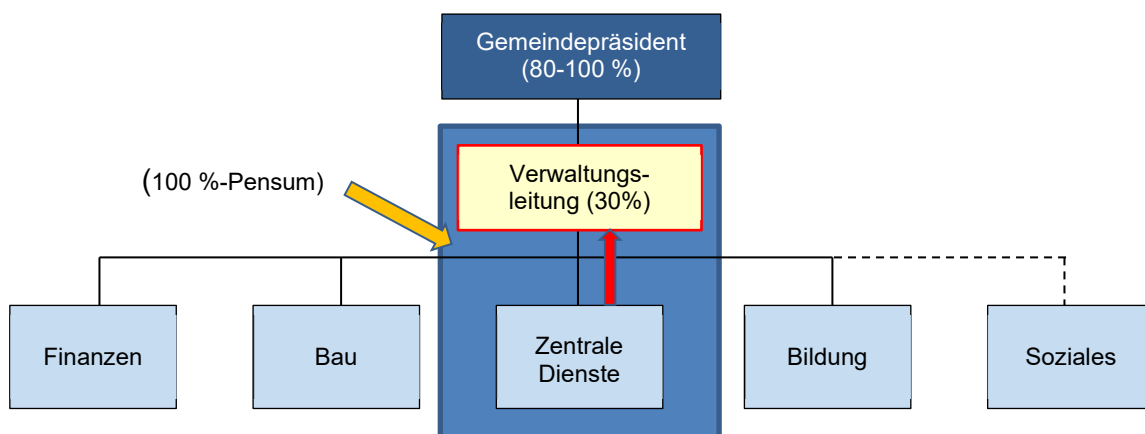 Gemeindepräsident
(80-100 %)
(100 %-Pensum)
Verwaltungs-
leitung (30%)
Finanzen
Bau
Zentrale
Dienste
Bildung
Soziales